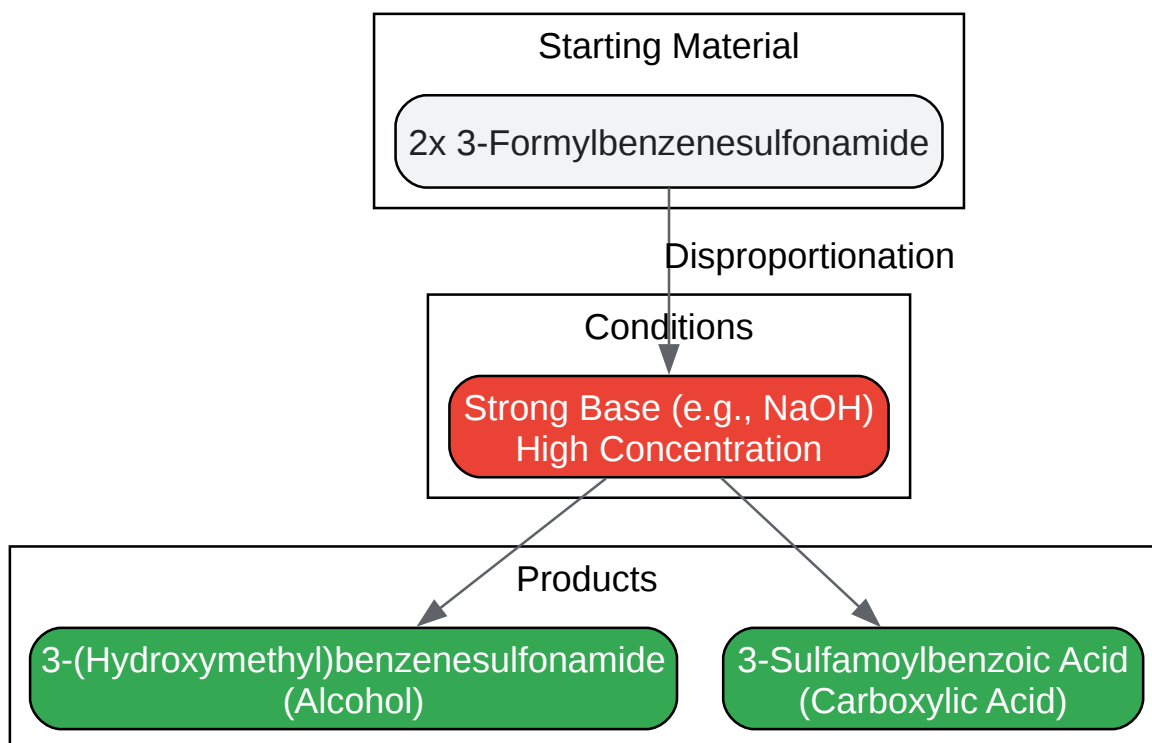 Starting Material
2x 3-Formylbenzenesulfonamide
Disproportionation
Conditions
Strong Base (e.g., NaOH)
High Concentration
Products
3-(Hydroxymethyl)benzenesulfonamide
(Alcohol)
3-Sulfamoylbenzoic Acid
(Carboxylic Acid)